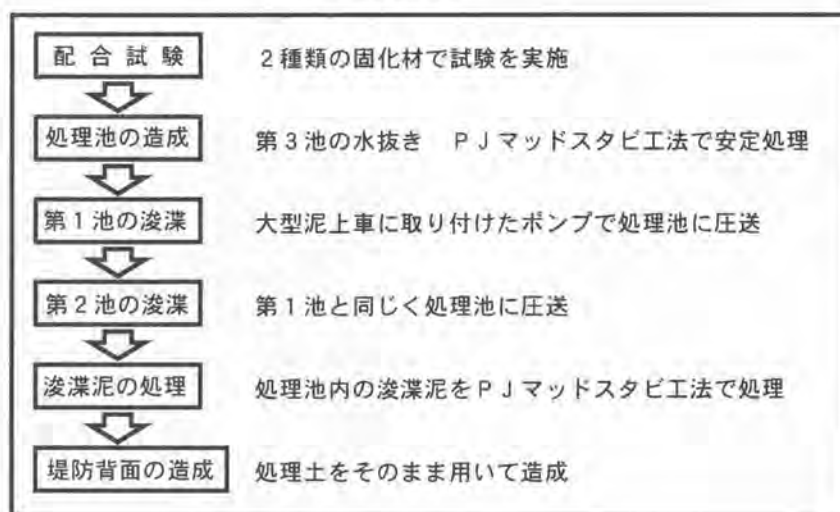 配合試験 2種類の固化材で試験を実施
処理池の造成 第3池の水抜き PJマッドスタビ工法で安定処理
第1池の浚渫 大型泥上車に取り付けたポンプで処理池に圧送
第2池の浚渫 第1池と同じく処理池に圧送
浚渫泥の処理 処理池内の浚渫泥をPJマッドスタビ工法で処理
堤防背面の造成 処理土をそのまま用いて造成